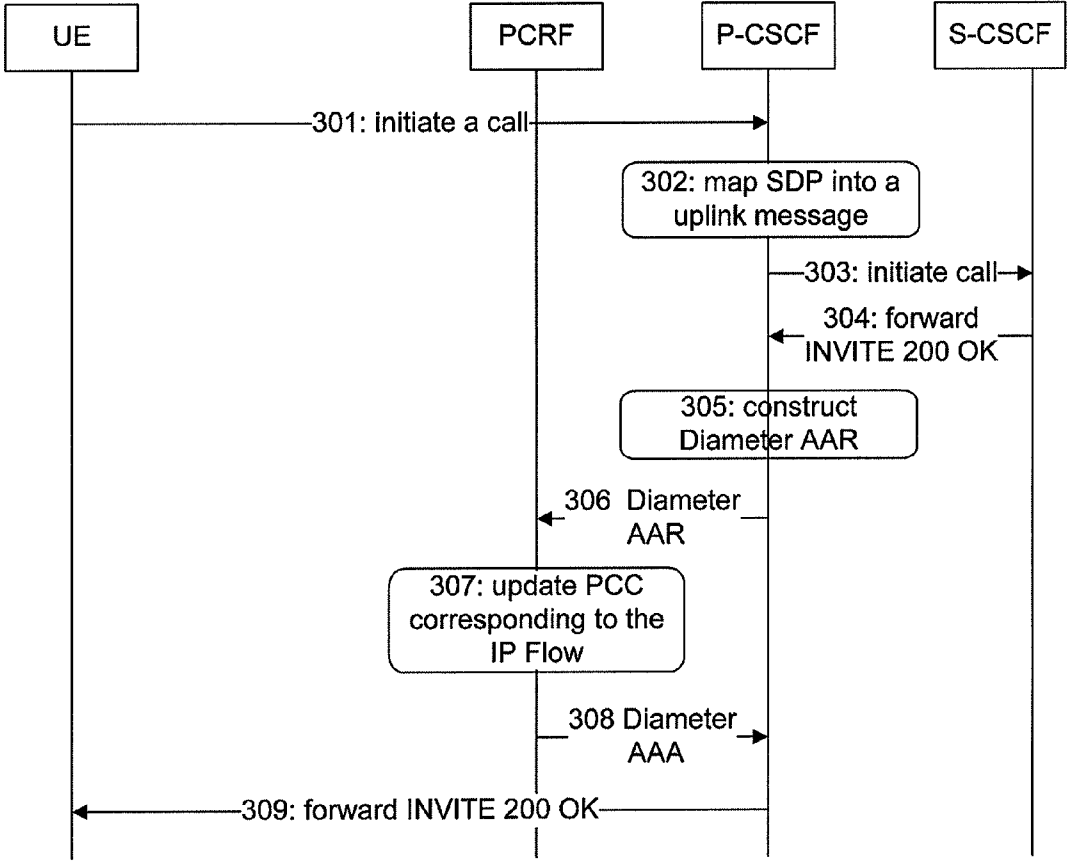 UE
PCRF
P-CSCF
S-CSCF
301: initiate a call
302: map SDP into a
uplink message
303: initiate call
304: forward
INVITE 200 OK
305: construct
Diameter AAR
306 Diameter
AAR
307: update PCC
corresponding to the
IP Flow
308 Diameter
AAA
309: forward INVITE 200 OK